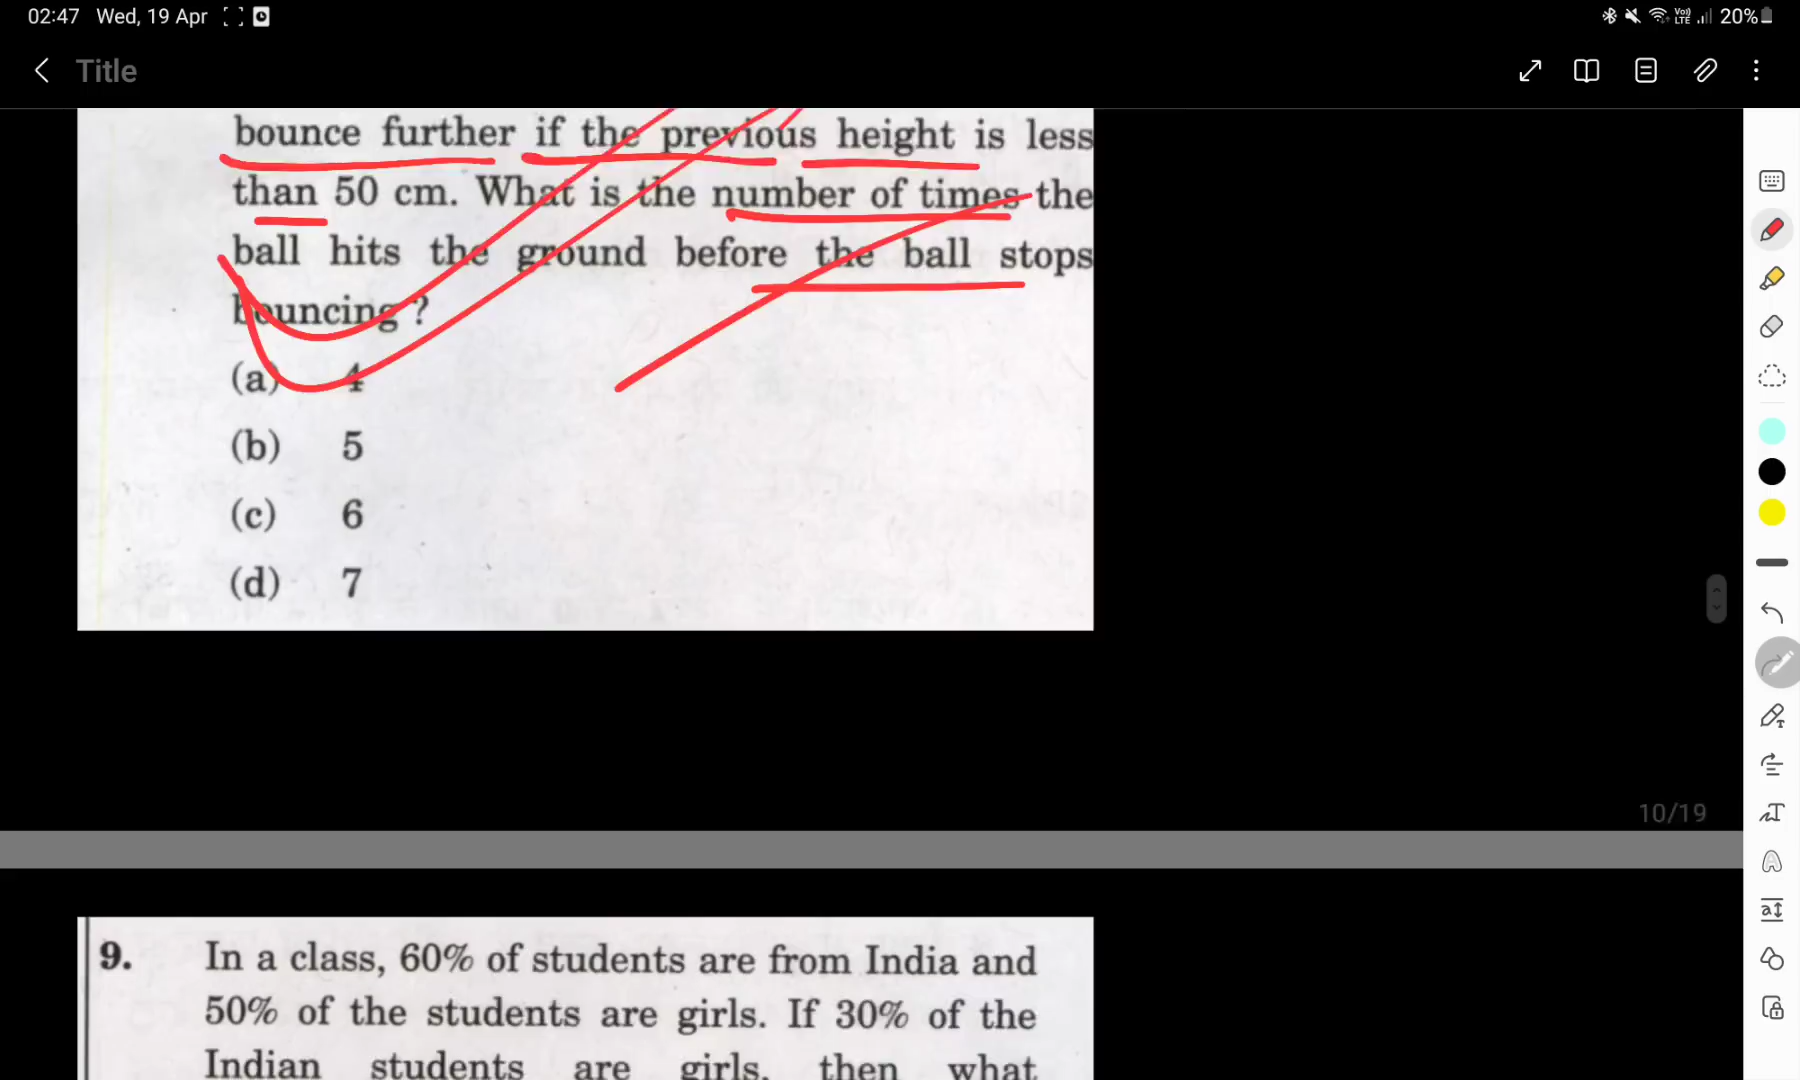 02:47 Wed, 19 Apr
Vo)) LTE 20%
Title
bounce further if the previous height is less
than 50 cm. What is the number of times the
ball hits the ground before the ball stops
bouncing ?
(a) 4
(b) 5
(c) 6
(d) 7
10/19
9. In a class, 60% of students are from India and
50% of the students are girls. If 30% of the
Indian students are girls, then what